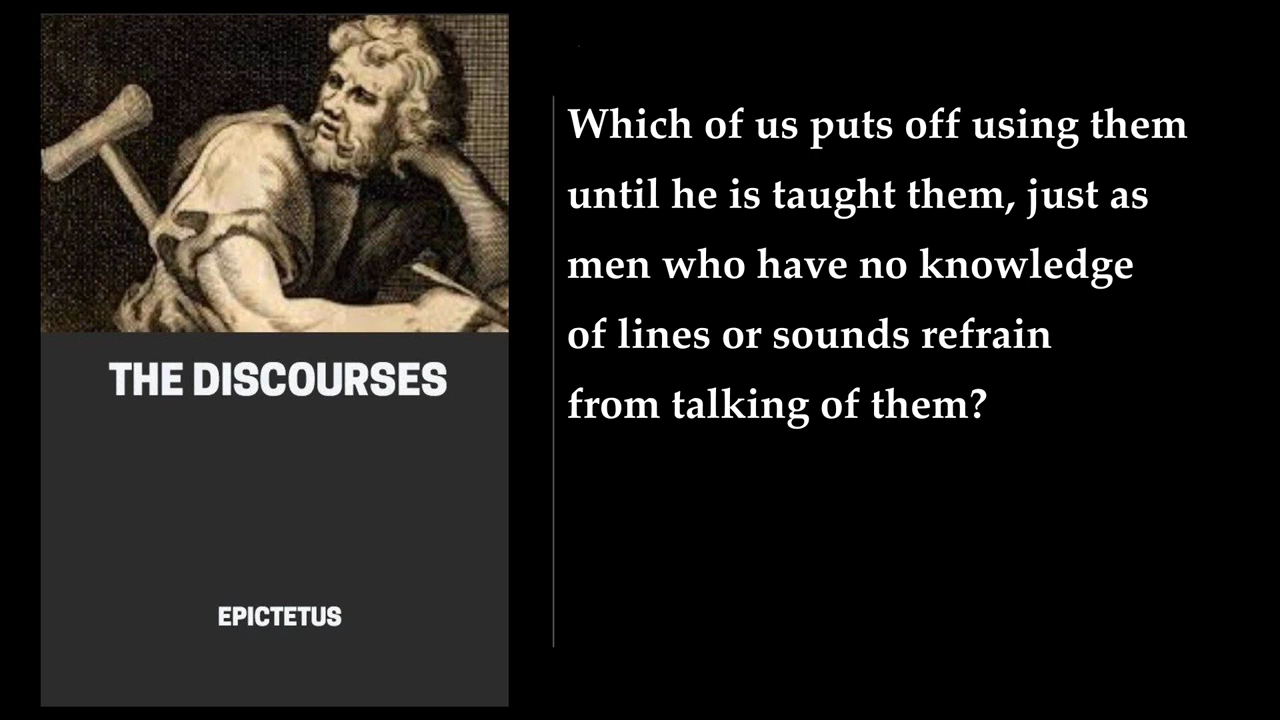 THE DISCOURSES
EPICTETUS
Which of us puts off using them
until he is taught them, just as
men who have no knowledge
of lines or sounds refrain
from talking of them?